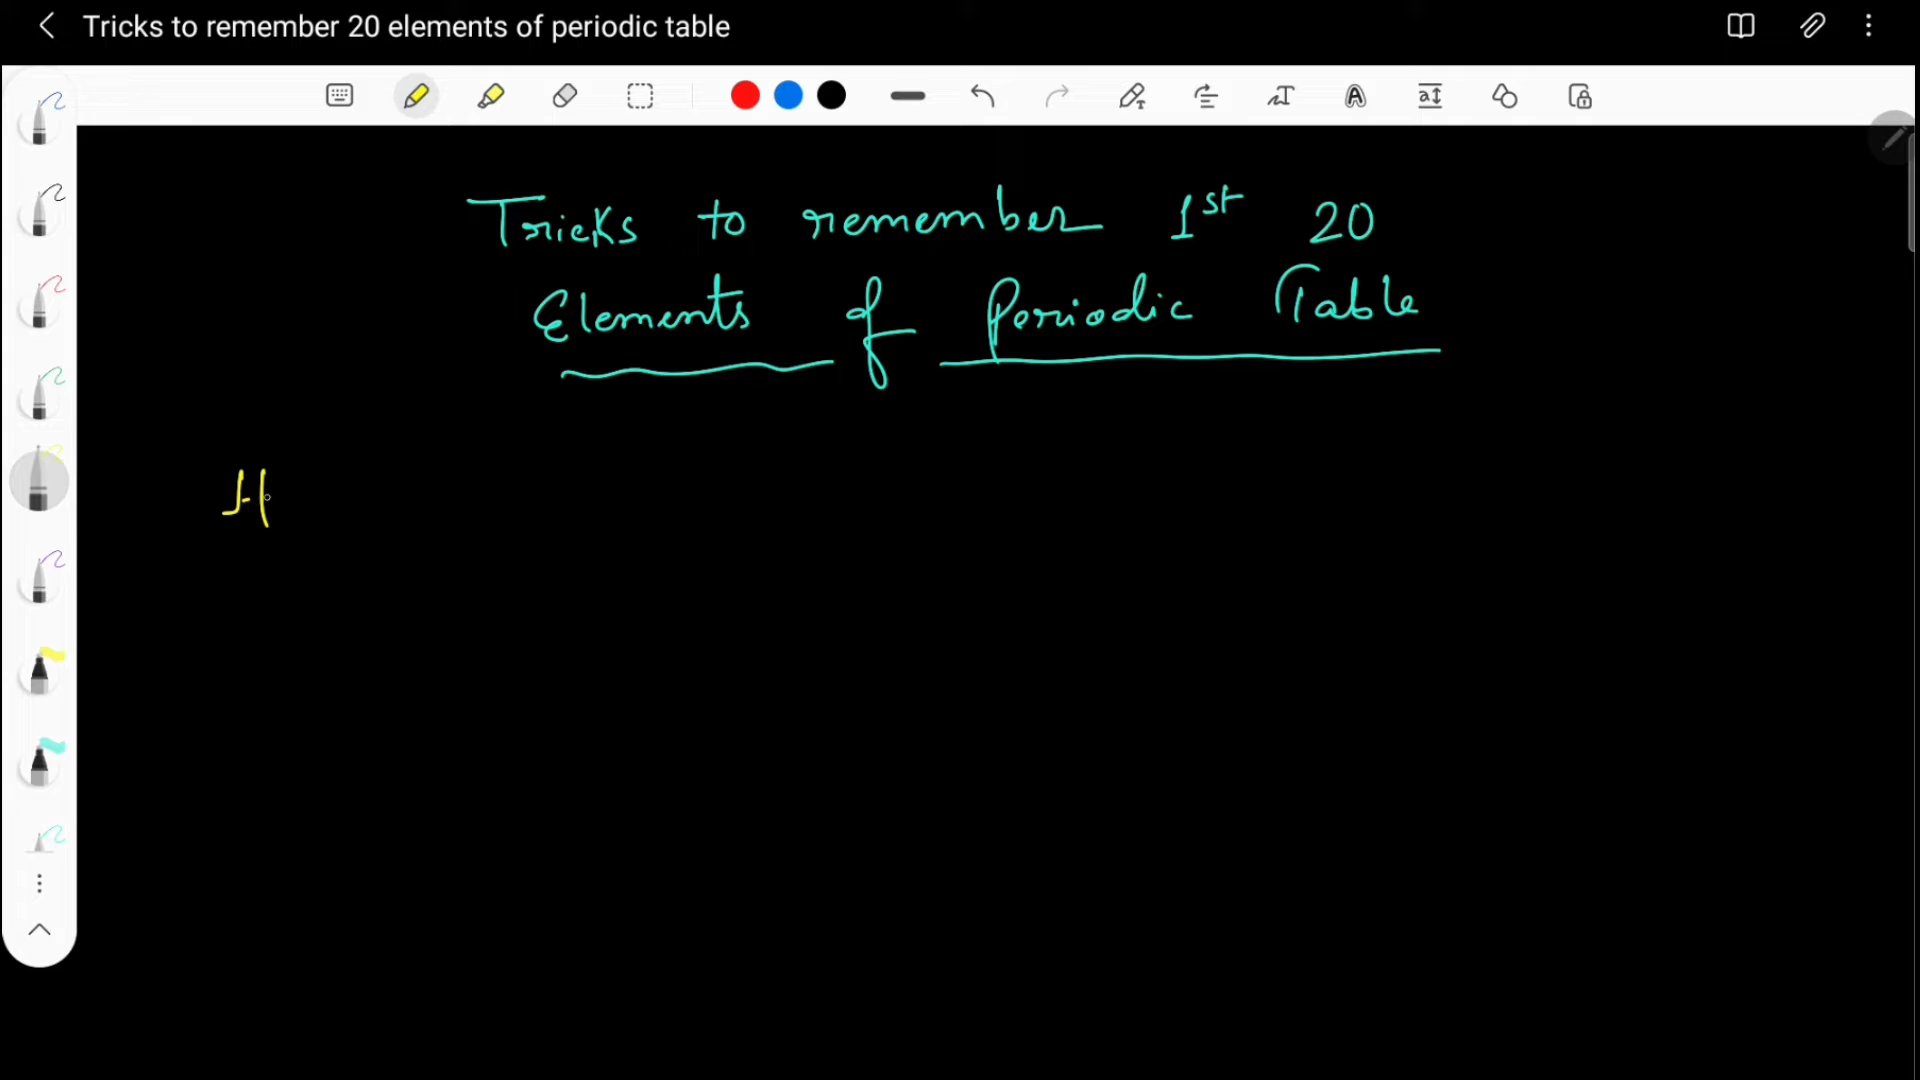 Tricks to remember 20 elements of periodic table
Tricks to remember 1st 20
Elements of Periodic Table
H